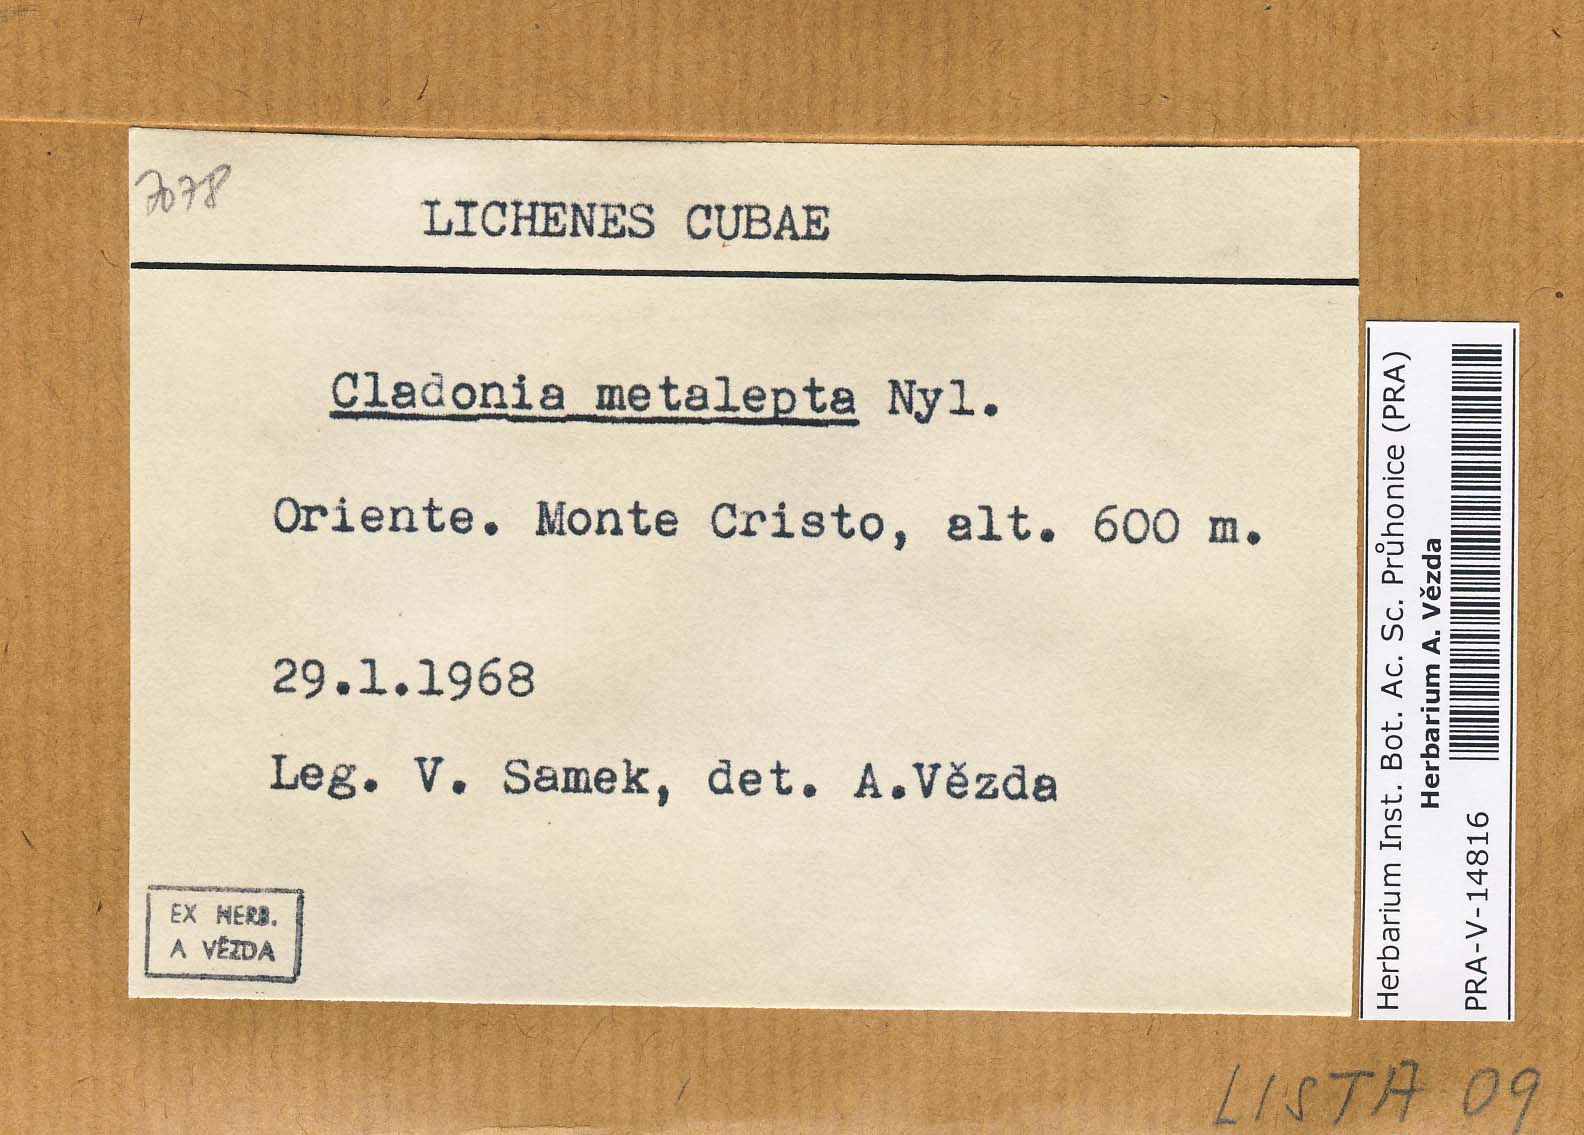 7078
LICHENES CUBAE
Cladonia metalepta Nyl.
Oriente. Monte Cristo, alt. 600 m.
29.1.1968
Leg. V. Samek, det. A.Vězda
EX HERB.
A VĚZDA
Herbarium Inst. Bot. Ac. Sc. Průhonice (PRA)
Herbarium A. Vězda
PRA-V-14816
LISTA 09